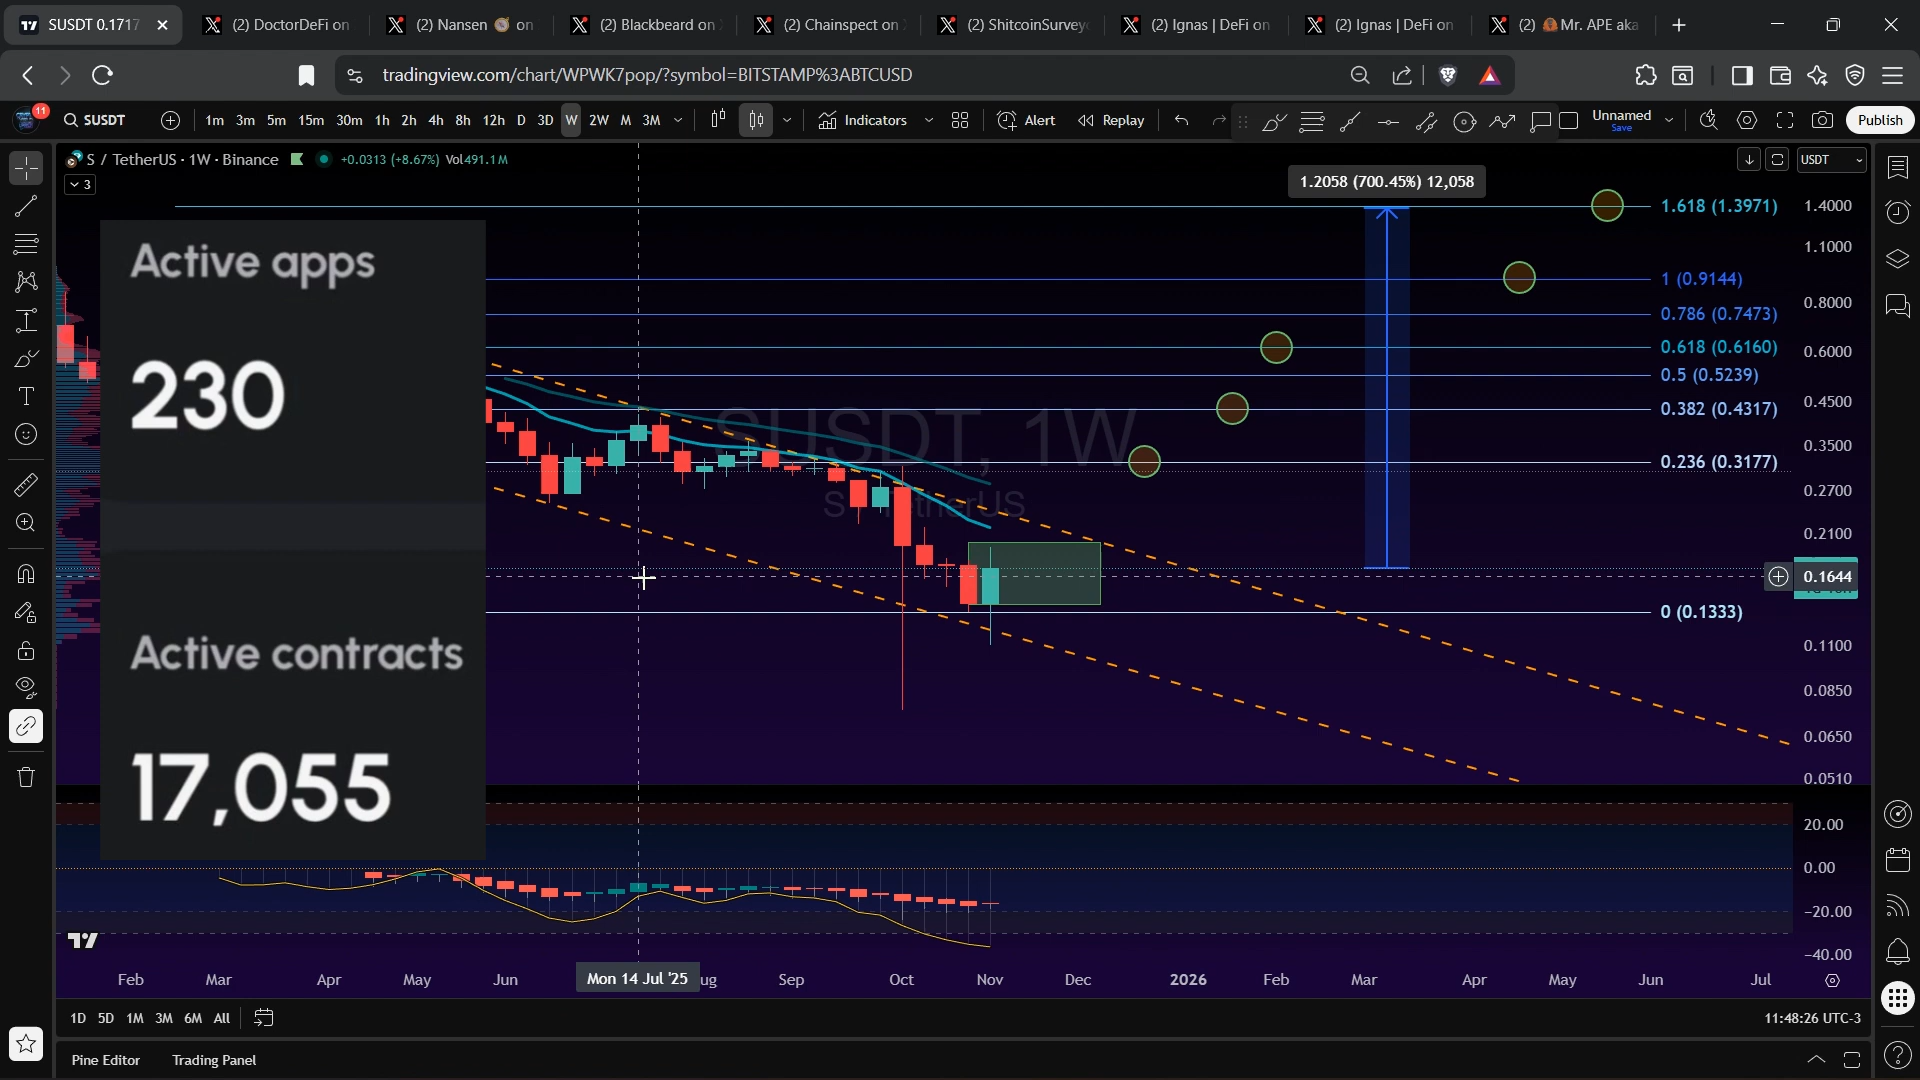 SUSDT 0.1717
(2) DoctorDeFi on
(2) Nansen 🧭 on
(2) Blackbeard on
(2) Chainspect on
(2) ShitcoinSurvey
(2) Ignas | DeFi on
(2) Ignas | DeFi on
(2) 🦧Mr. APE aka
tradingview.com/chart/WPWK7pop/?symbol=BITSTAMP%3ABTCUSD
11
SUSDT
1m 3m 5m 15m 30m 1h 2h 4h 8h 12h D 3D W 2W M 3M
Indicators
Alert
Replay
Unnamed
Save
Publish
S / TetherUS · 1W · Binance
+0.0313 (+8.67%) Vol491.1 M
3
USDT
1.2058 (700.45%) 12,058
1.618 (1.3971)
1 (0.9144)
0.786 (0.7473)
0.618 (0.6160)
0.5 (0.5239)
0.382 (0.4317)
0.236 (0.3177)
0 (0.1333)
1.4000
1.1000
0.8000
0.6000
0.4500
0.3500
0.2700
0.2100
0.1644
0.1100
0.0850
0.0650
0.0510
20.00
0.00
−20.00
−40.00
Active apps
230
Active contracts
17,055
SUSDT, 1W
S / TetherUS
Feb Mar Apr May Jun Mon 14 Jul '25 ug Sep Oct Nov Dec 2026 Feb Mar Apr May Jun Jul
1D 5D 1M 3M 6M All
11:48:26 UTC-3
Pine Editor
Trading Panel